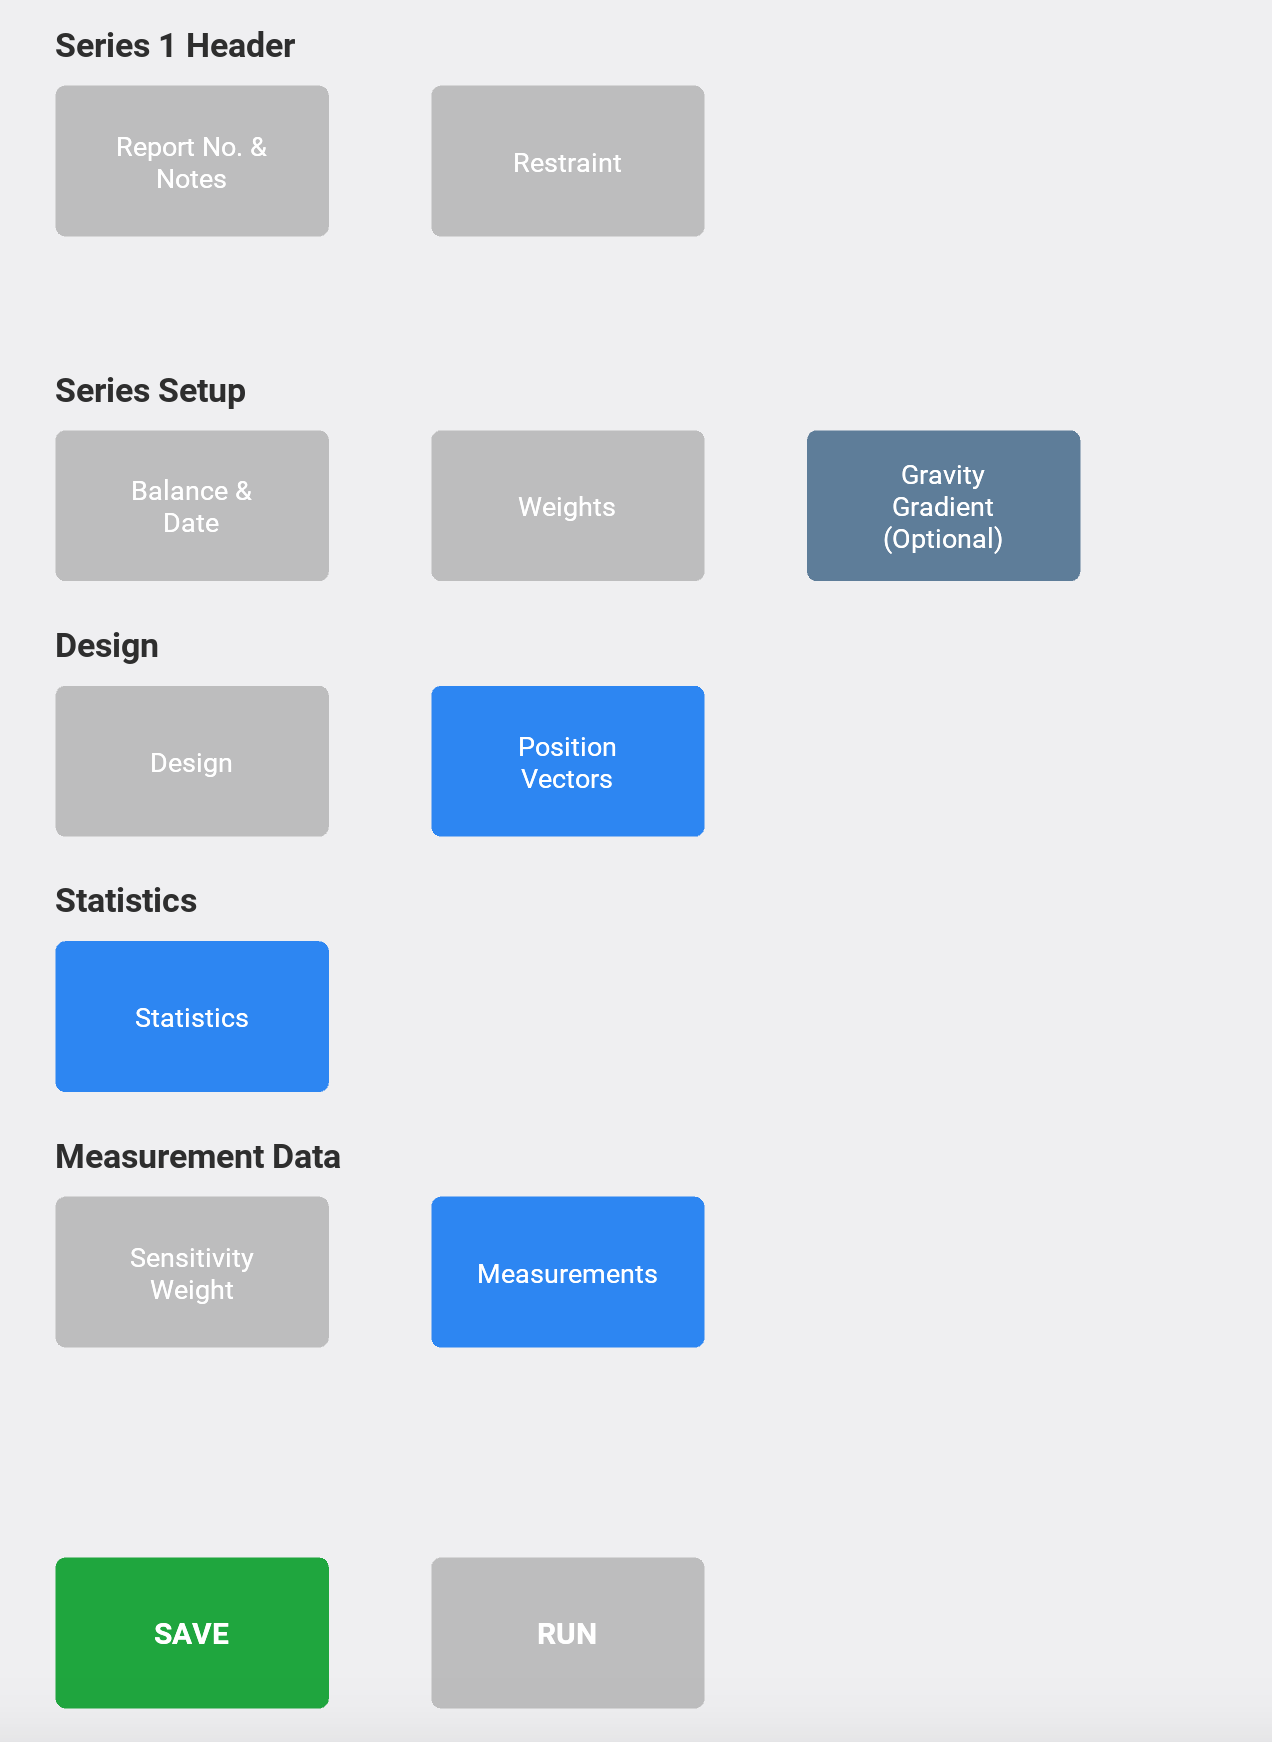 Series 1 Header
Report No. &
Notes
Restraint
Series Setup
Balance &
Date
Weights
Gravity
Gradient
(Optional)
Design
Design
Position
Vectors
Statistics
Statistics
Measurement Data
Sensitivity
Weight
Measurements
SAVE
RUN